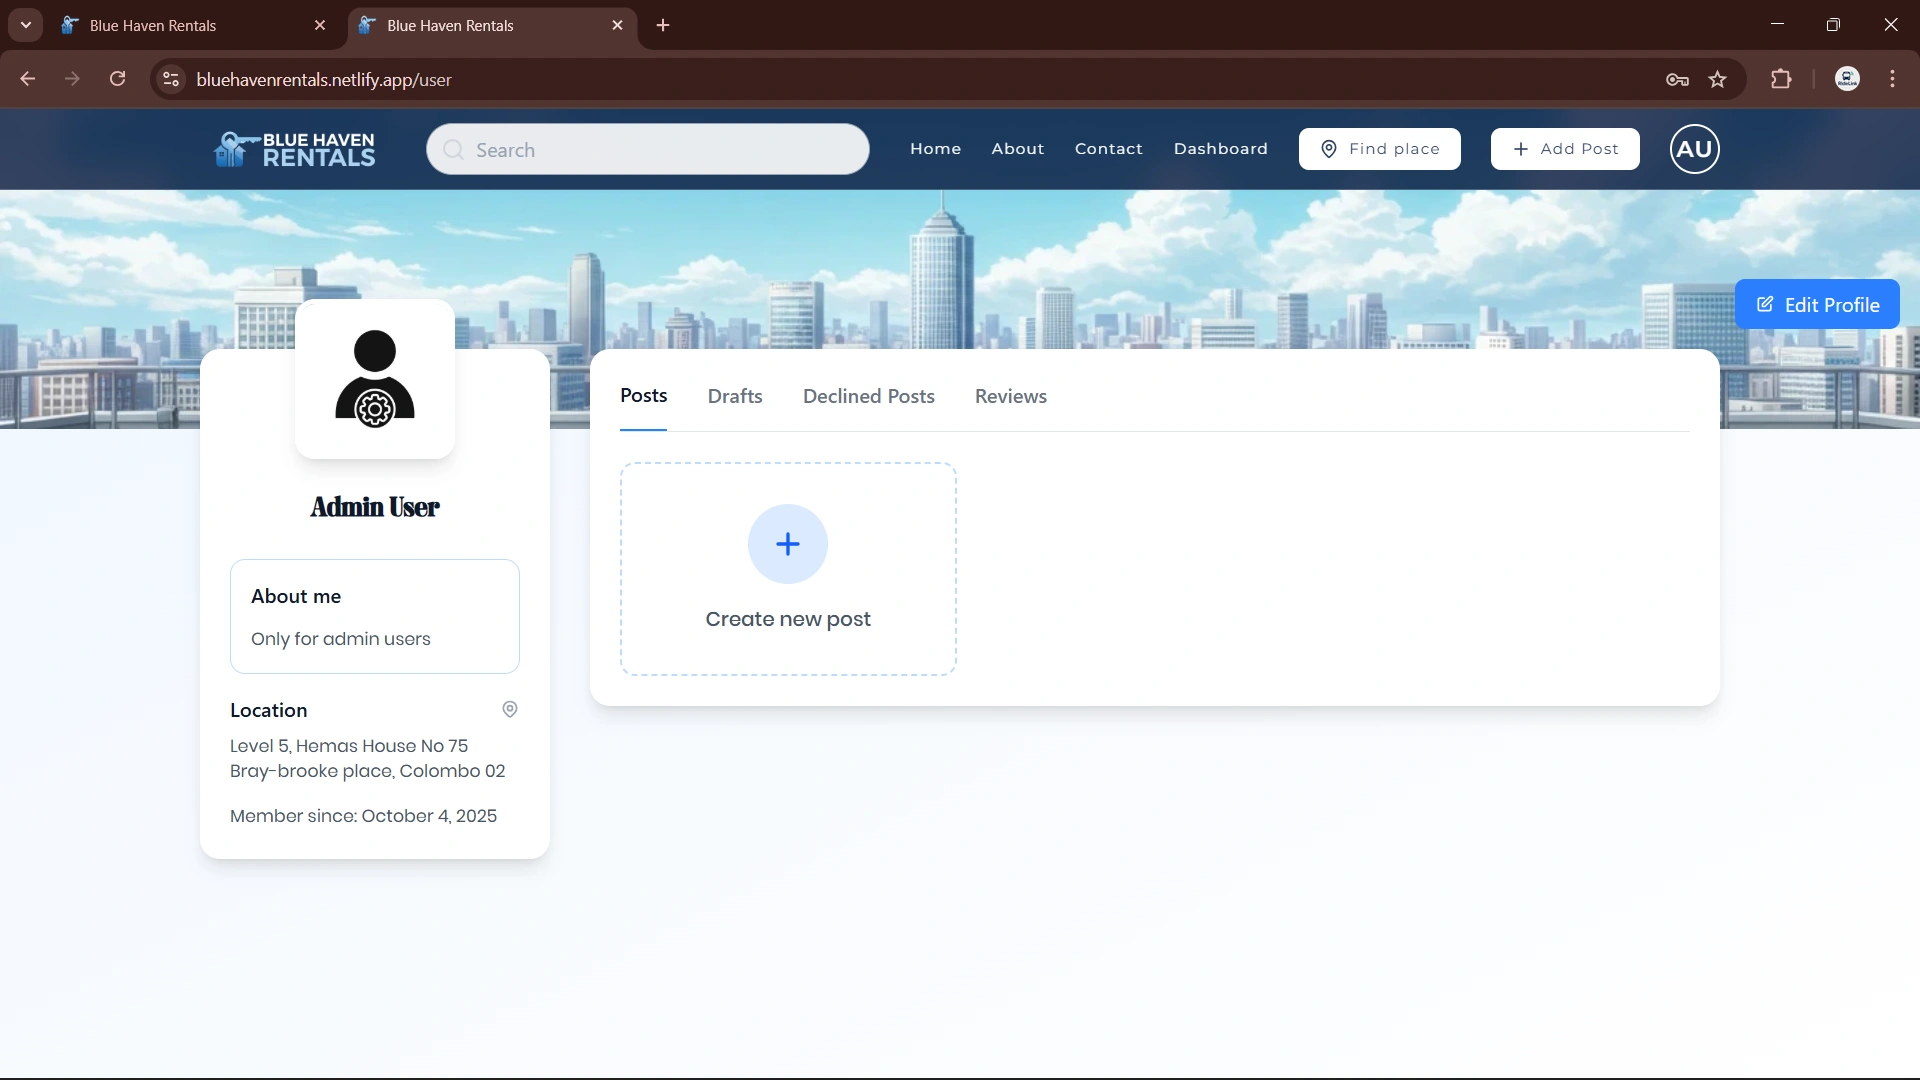 Blue Haven Rentals
Blue Haven Rentals
bluehavenrentals.netlify.app/user
BLUE HAVEN
RENTALS
Search
Home
About
Contact
Dashboard
Find place
Add Post
AU
Edit Profile
Posts
Drafts
Declined Posts
Reviews
Admin User
Create new post
About me
Only for admin users
Location
Level 5, Hemas House No 75
Bray-brooke place, Colombo 02
Member since: October 4, 2025